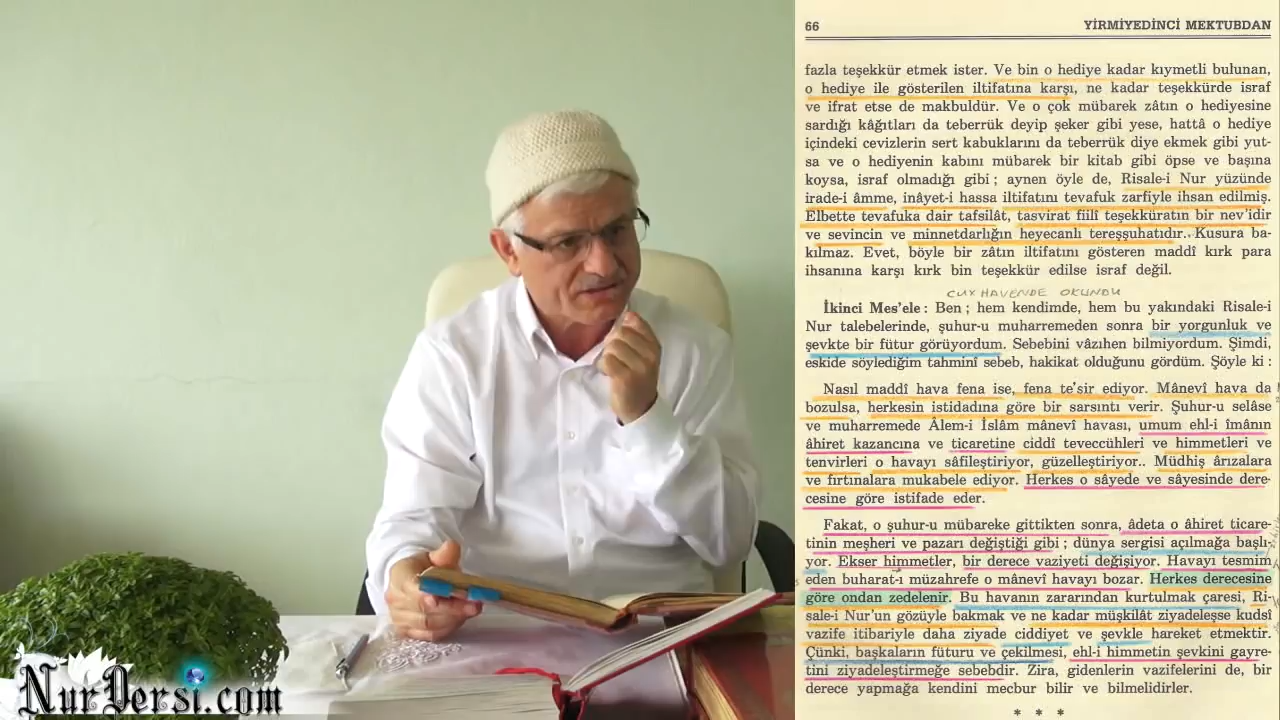 66 YİRMİYEDİNCİ MEKTUBDAN
fazla teşekkür etmek ister. Ve bin o hediye kadar kıymetli bulunan,
o hediye ile gösterilen iltifatına karşı, ne kadar teşekkürde israf
ve ifrat etse de makbuldür. Ve o çok mübarek zâtın o hediyesine
sardığı kâğıtları da teberrük deyip şeker gibi yese, hattâ o hediye
içindeki cevizlerin sert kabuklarını da teberrük diye ekmek gibi yut-
sa ve o hediyenin kabını mübarek bir kitab gibi öpse ve başına
koysa, israf olmadığı gibi; aynen öyle de, Risale-i Nur yüzünde
irade-i âmme, inâyet-i hassa iltifatını tevafuk zarfiyle ihsan edilmiş.
Elbette tevafuka dair tafsilât, tasvirat fiilî teşekküratın bir nev'idir
ve sevincin ve minnetdarlığın heyecanlı tereşşuhatıdır.. Kusura ba-
kılmaz. Evet, böyle bir zâtın iltifatını gösteren maddî kırk para
ihsanına karşı kırk bin teşekkür edilse israf değil.
CUXHAVENDE OKUNDU
İkinci Mes'ele: Ben; hem kendimde, hem bu yakındaki Risale-i
Nur talebelerinde, şuhur-u muharremeden sonra bir yorgunluk ve
şevkte bir fütur görüyordum. Sebebini vâzıhen bilmiyordum. Şimdi,
eskide söylediğim tahminî sebeb, hakikat olduğunu gördüm. Şöyle ki:
Nasıl maddî hava fena ise, fena te'sir ediyor. Mânevî hava da
bozulsa, herkesin istidadına göre bir sarsıntı verir. Şuhur-u selâse
ve muharremede Âlem-i İslâm mânevî havası, umum ehl-i îmânın
âhiret kazancına ve ticaretine ciddî teveccühleri ve himmetleri ve
tenvirleri o havayı sâfileştiriyor, güzelleştiriyor.. Müdhiş ârızalara
ve fırtınalara mukabele ediyor. Herkes o sâyede ve sâyesinde dere-
cesine göre istifade eder.
Fakat, o şuhur-u mübareke gittikten sonra, âdeta o âhiret ticare-
tinin meşheri ve pazarı değiştiği gibi; dünya sergisi açılmağa başlı-
yor. Ekser himmetler, bir derece vaziyeti değişiyor. Havayı tesmim
eden buharat-ı müzahrefe o mânevî havayı bozar. Herkes derecesine
göre ondan zedelenir. Bu havanın zararından kurtulmak çaresi, Ri-
sale-i Nur'un gözüyle bakmak ve ne kadar müşkilât ziyadeleşse kudsî
vazife itibariyle daha ziyade ciddiyet ve şevkle hareket etmektir.
Çünki, başkaların füturu ve çekilmesi, ehl-i himmetin şevkini gayre-
tini ziyadeleştirmeğe sebebdir. Zira, gidenlerin vazifelerini de, bir
derece yapmağa kendini mecbur bilir ve bilmelidirler.
* * *
NurDersi.com